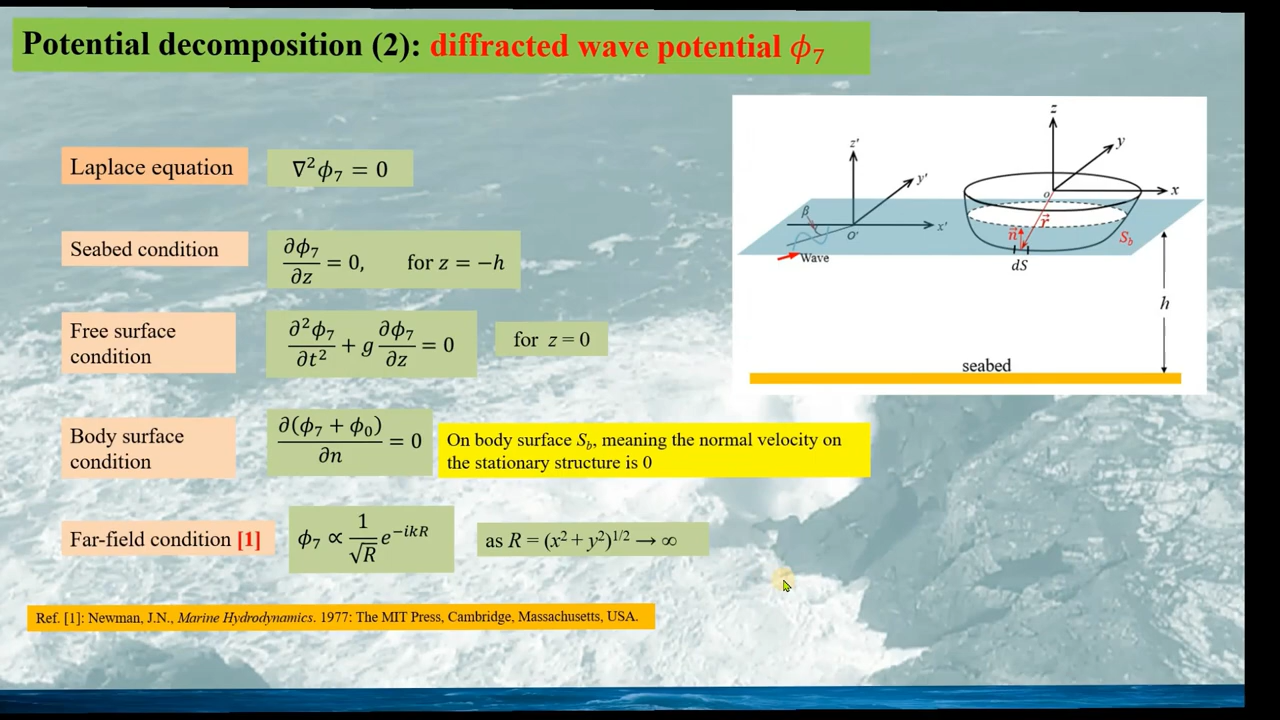 Potential decomposition (2): diffracted wave potential ϕ₇
Laplace equation
∇²ϕ₇ = 0
Seabed condition
∂ϕ₇/∂z = 0, for z = −h
Free surface
condition
∂²ϕ₇/∂t² + g ∂ϕ₇/∂z = 0
for z = 0
Body surface
condition
∂(ϕ₇ + ϕ₀)/∂n = 0
On body surface S_b, meaning the normal velocity on
the stationary structure is 0
Far-field condition [1]
ϕ₇ ∝ 1/√R e^{−ikR}
as R = (x² + y²)^{1/2} → ∞
Ref. [1]: Newman, J.N., Marine Hydrodynamics. 1977: The MIT Press, Cambridge, Massachusetts, USA.
z
y
z'
y'
x
o
β
r⃗
n⃗
S_b
x'
O'
Wave
dS
h
seabed